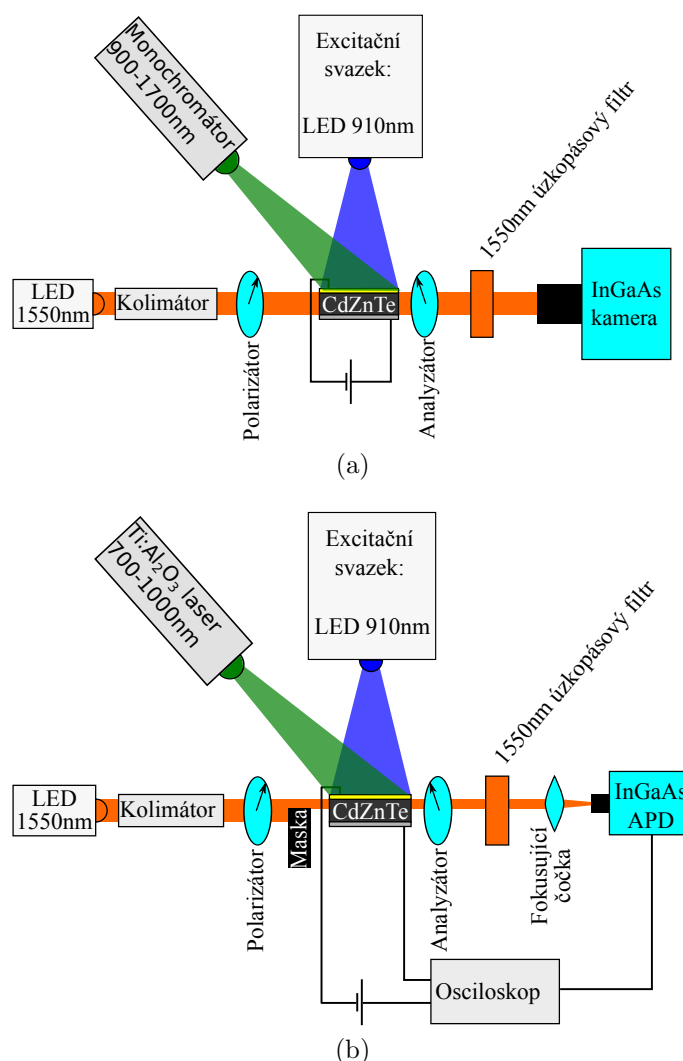 Monochromátor
900-1700nm
Excitační
svazek:
LED 910nm
1550nm úzkopásový filtr
LED
1550nm
Kolimátor
Polarizátor
CdZnTe
Analyzátor
InGaAs
kamera
(a)
Ti:Al₂O₃ laser
700-1000nm
Excitační
svazek:
LED 910nm
1550nm úzkopásový filtr
LED
1550nm
Kolimátor
Polarizátor
Maska
CdZnTe
Analyzátor
Fokusující
čočka
InGaAs
APD
Osciloskop
(b)